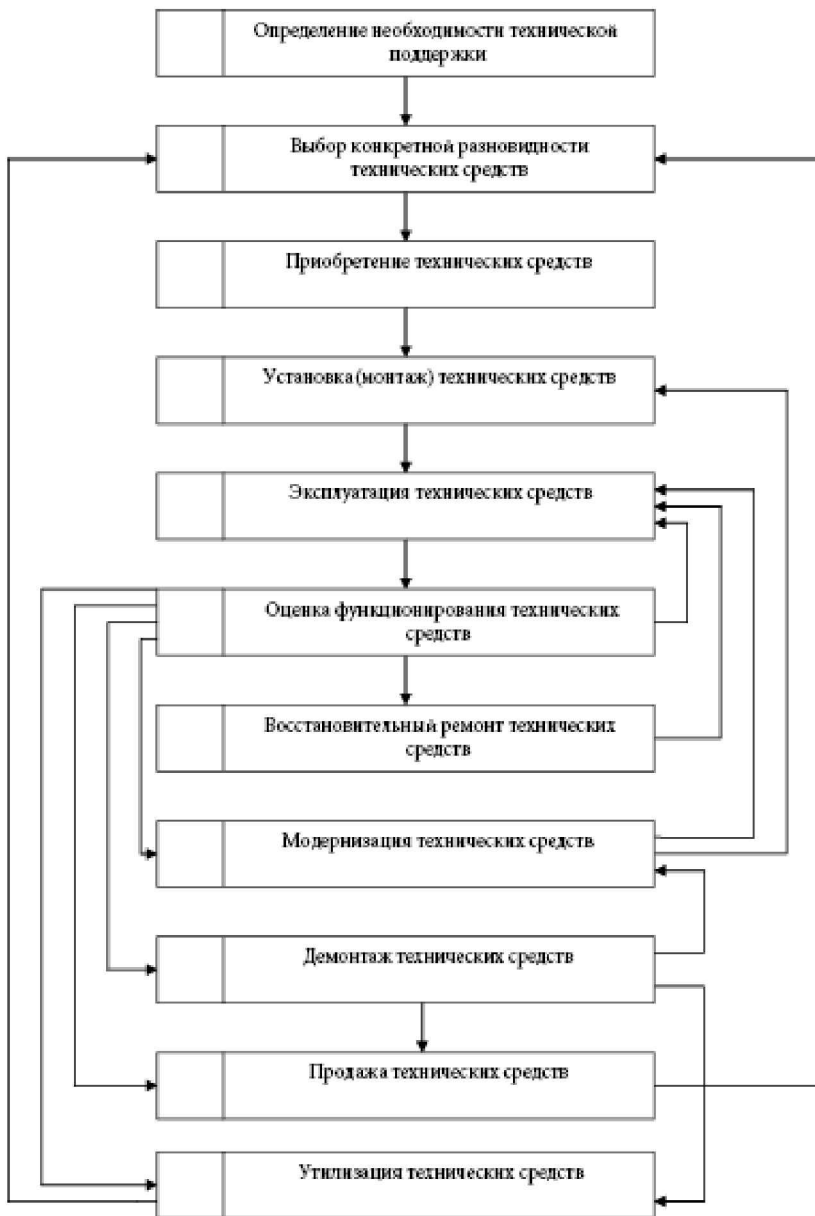 Определение необходимости технической
поддержки
Выбор конкретной разновидности
технических средств
Приобретение технических средств
Установка (монтаж) технических средств
Эксплуатация технических средств
Оценка функционирования технических
средств
Восстановительный ремонт технических
средств
Модернизация технических средств
Демонтаж технических средств
Продажа технических средств
Утилизация технических средств